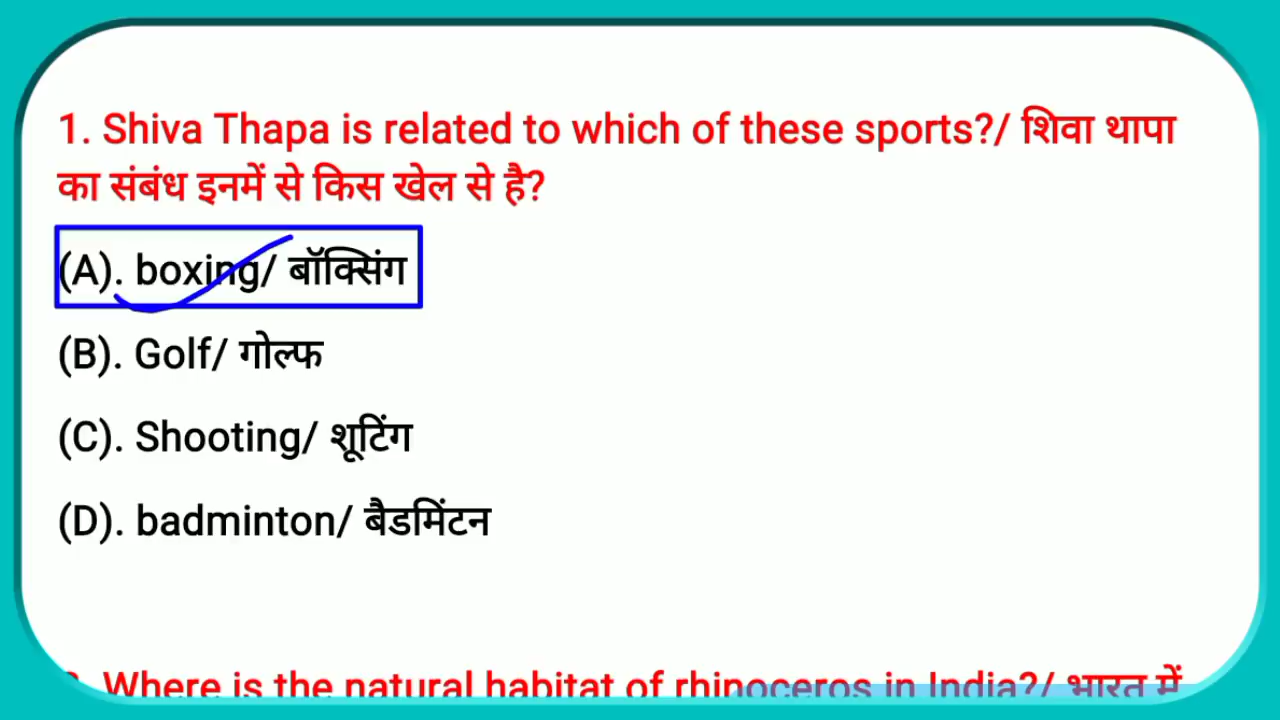 1. Shiva Thapa is related to which of these sports?/ शिवा थापा
का संबंध इनमें से किस खेल से है?
(A). boxing/ बॉक्सिंग
(B). Golf/ गोल्फ
(C). Shooting/ शूटिंग
(D). badminton/ बैडमिंटन
Where is the natural habitat of rhinoceros in India?/ भारत में